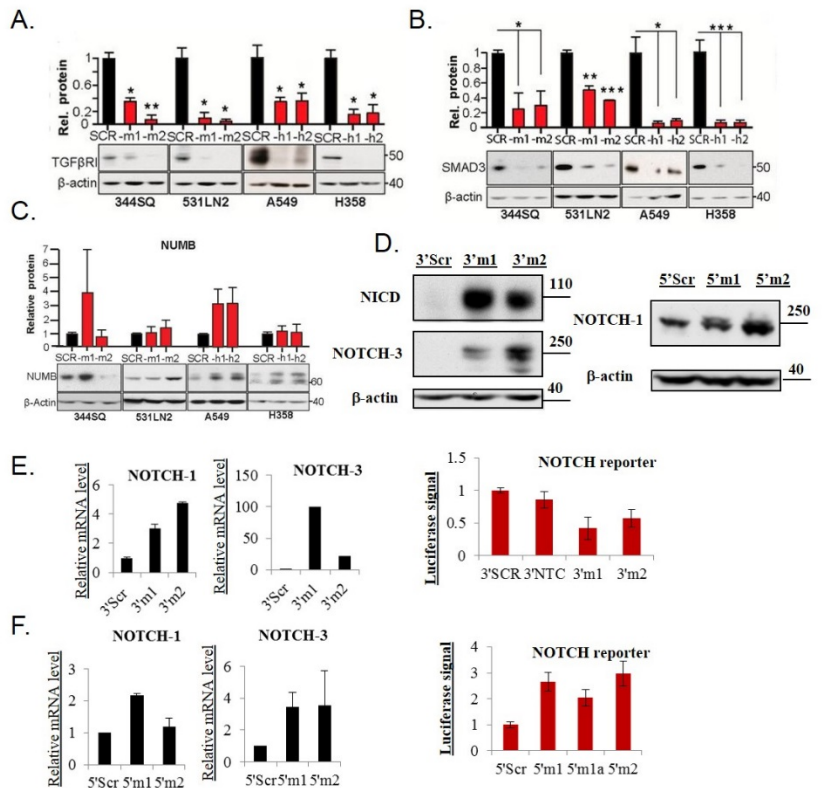 A.
Rel. protein
1
0.8
0.6
0.4
0.2
0
* ** * * * * * *
SCR-m1-m2 SCR-m1-m2 SCR-h1-h2 SCR-h1-h2
TGFβRI
50
β-actin
40
344SQ 531LN2 A549 H358
B.
Rel. protein
1
0.8
0.6
0.4
0.2
0
* ** *** * ***
SCR-m1-m2 SCR-m1-m2 SCR-h1-h2 SCR-h1-h2
SMAD3
50
β-actin
40
344SQ 531LN2 A549 H358
C.
NUMB
Relative protein
7
6
5
4
3
2
1
0
SCR-m1-m2 SCR-m1-m2 SCR-h1-h2 SCR-h1-h2
NUMB
60
β-Actin
40
344SQ 531LN2 A549 H358
D.
3'Scr 3'm1 3'm2
NICD
110
NOTCH-3
250
β-actin
40
5'Scr 5'm1 5'm2
NOTCH-1
250
β-actin
40
E.
NOTCH-1
Relative mRNA level
6
4
2
0
3'Scr 3'm1 3'm2
NOTCH-3
Relative mRNA level
150
100
50
0
3'Scr 3'm1 3'm2
NOTCH reporter
Luciferase signal
1.5
1
0.5
0
3'SCR 3'NTC 3'm1 3'm2
F.
NOTCH-1
Relative mRNA level
3
2
1
0
5'Scr 5'm1 5'm2
NOTCH-3
Relative mRNA level
6
4
2
0
5'Scr 5'm1 5'm2
NOTCH reporter
Luciferase signal
4
3
2
1
0
5'Scr 5'm1 5'm1a 5'm2